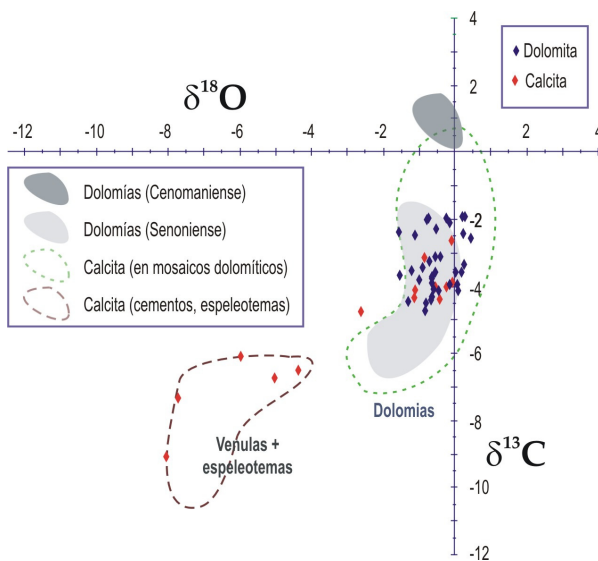 4
Dolomita
Calcita
2
δ18O
-12
-10
-8
-6
-4
-2
2
4
Dolomías (Cenomaniense)
Dolomías (Senoniense)
Calcita (en mosaicos dolomíticos)
Calcita (cementos, espeleotemas)
-2
-4
-6
Dolomias
-8
Venulas +
espeleotemas
δ13C
-10
-12